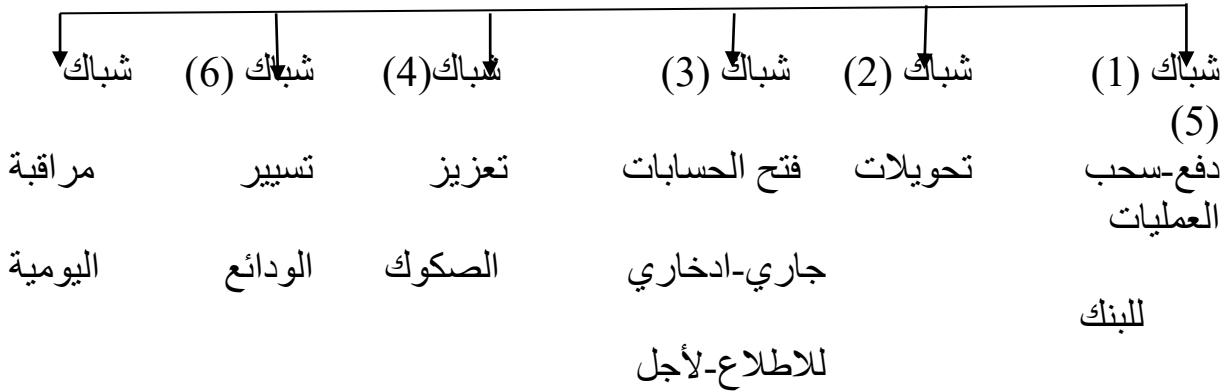 شباك (1) شباك (2) شباك (3) شباك(4) شباك (6) شباك
(5)
دفع-سحب تحويلات فتح الحسابات تعزيز تسيير مراقبة
العمليات
جاري-ادخاري الصكوك الودائع اليومية
للبنك
للاطلاع-لأجل